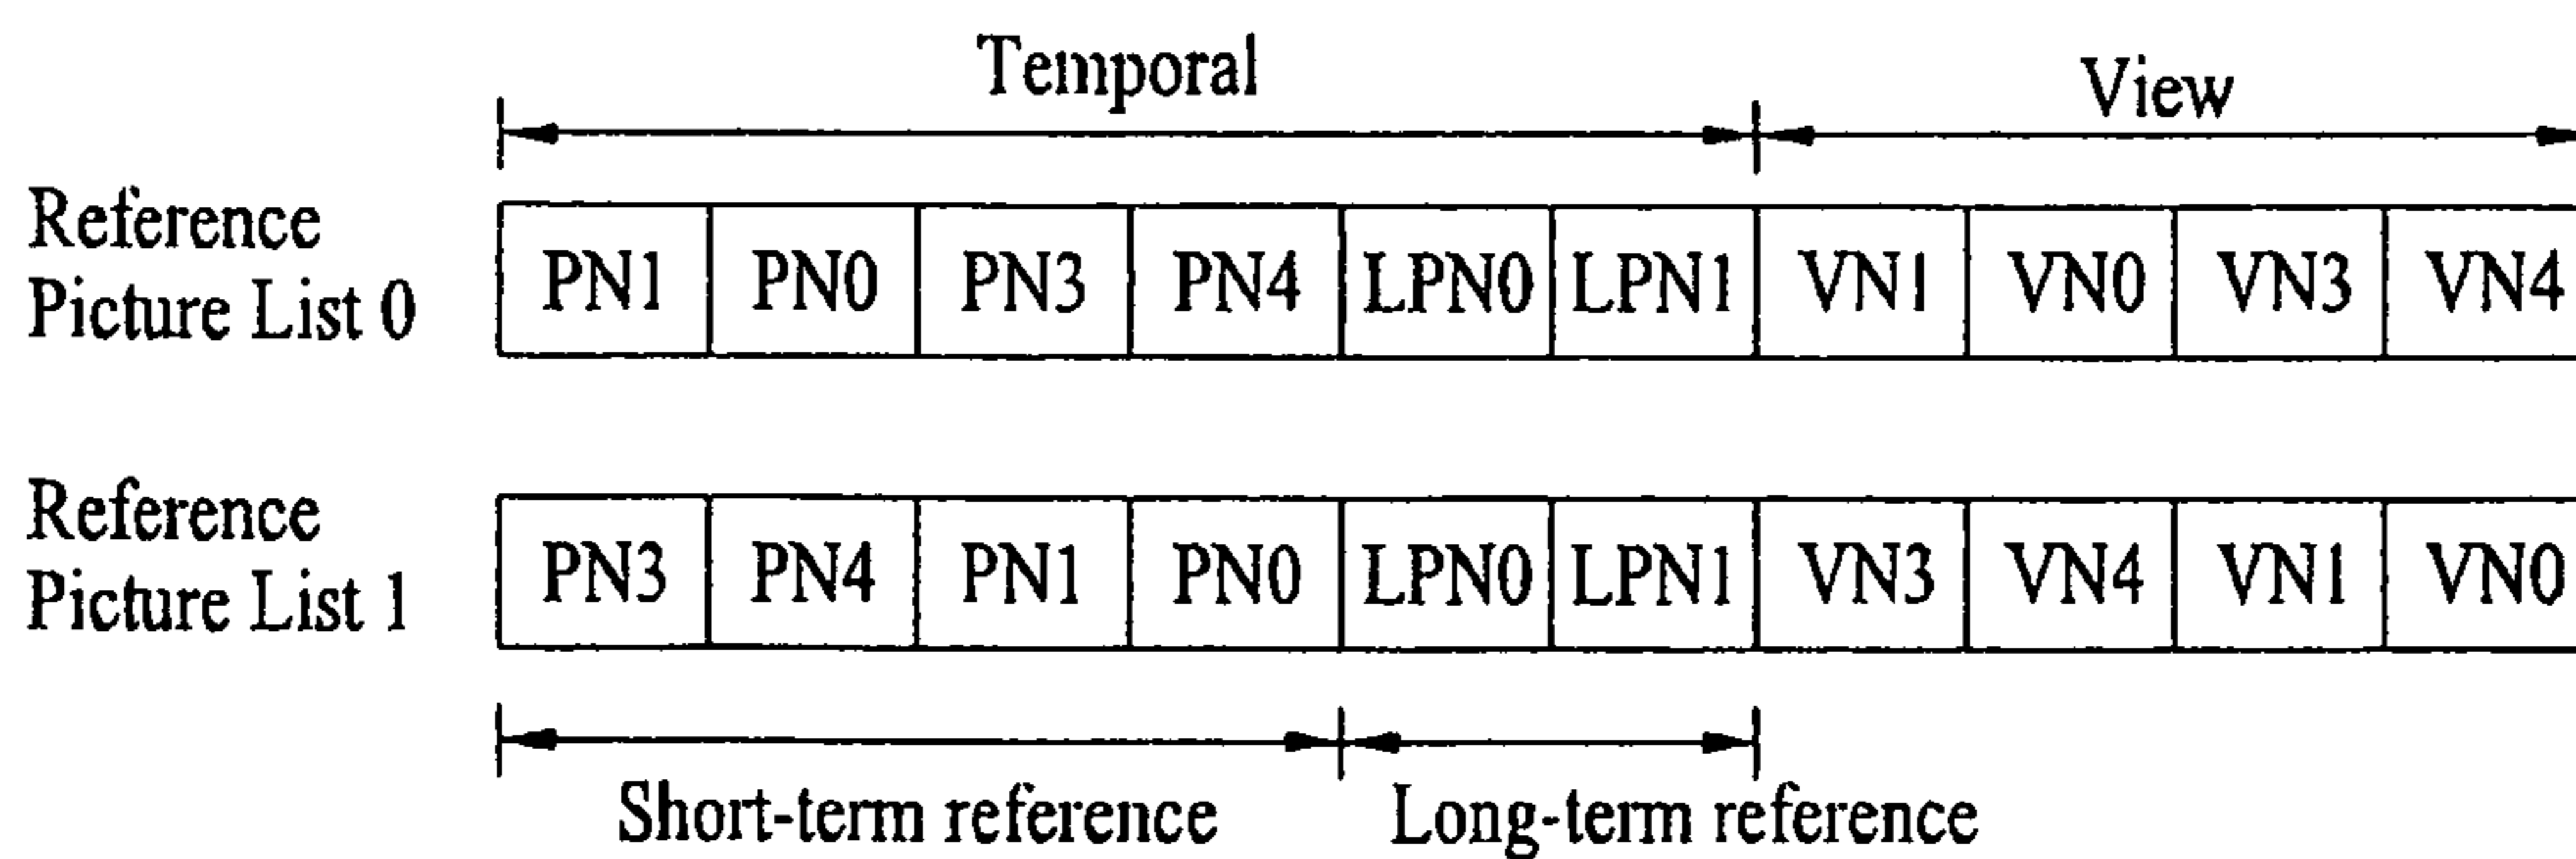 Temporal
View
Reference
Picture List 0
PN1 PN0 PN3 PN4 LPN0 LPN1 VN1 VN0 VN3 VN4
Reference
Picture List 1
PN3 PN4 PN1 PN0 LPN0 LPN1 VN3 VN4 VN1 VN0
Short-term reference
Long-term reference